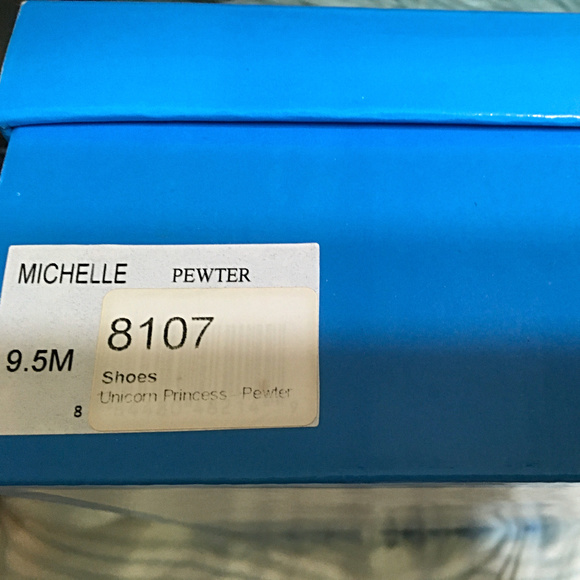 MICHELLE PEWTER
8107
9.5M
Shoes
Unicorn Princess - Pewter
8